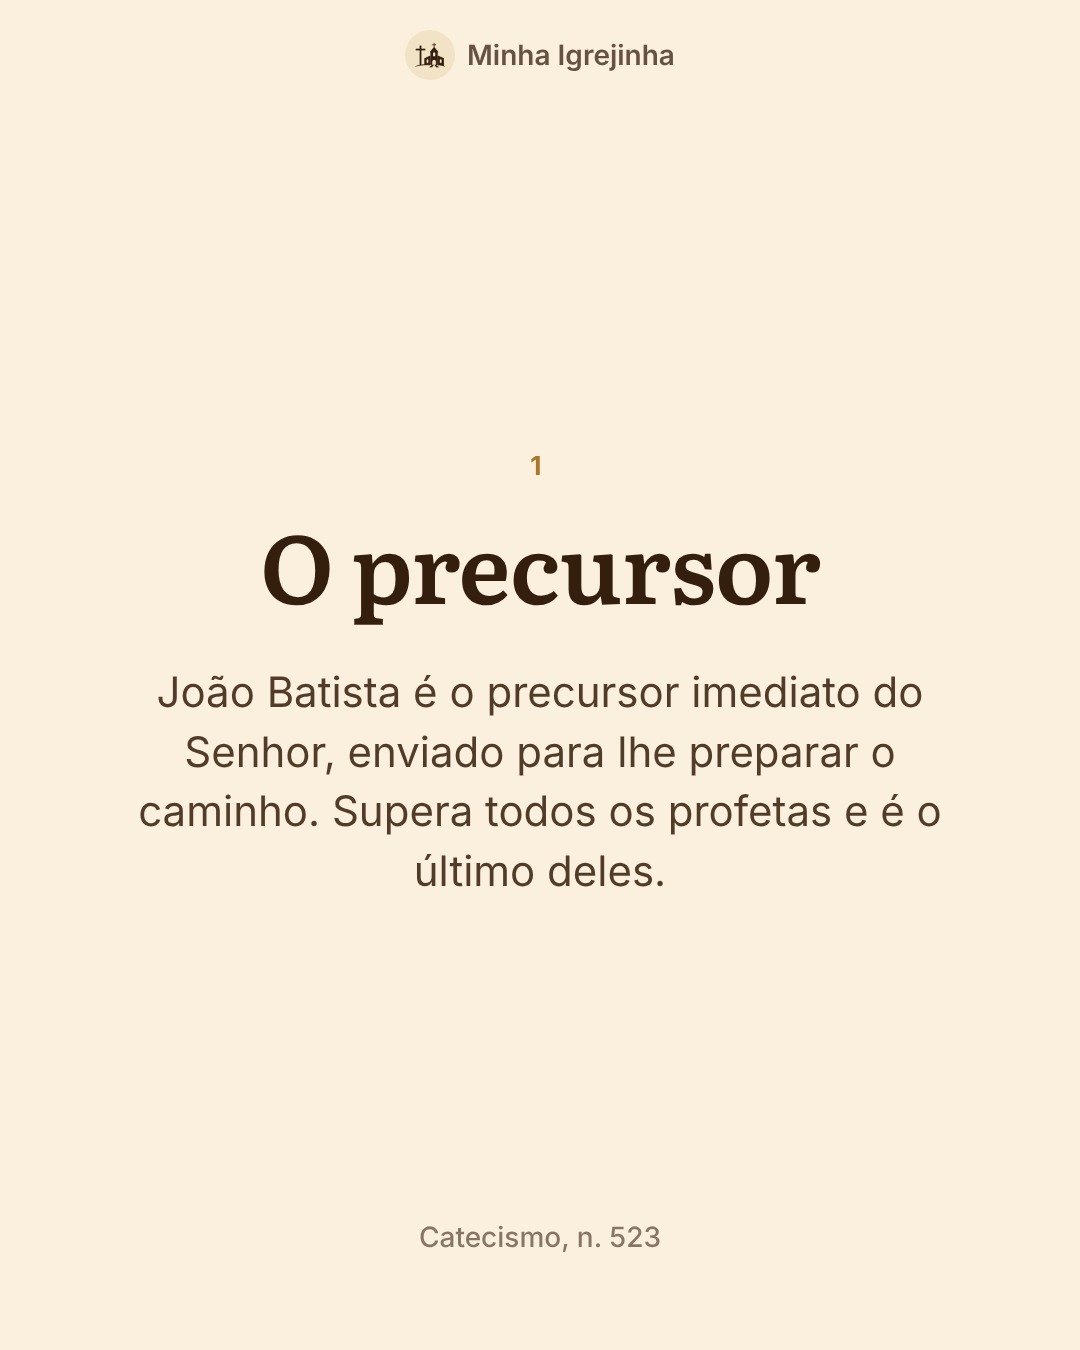 Minha Igrejinha
1
O precursor
João Batista é o precursor imediato do
Senhor, enviado para lhe preparar o
caminho. Supera todos os profetas e é o
último deles.
Catecismo, n. 523